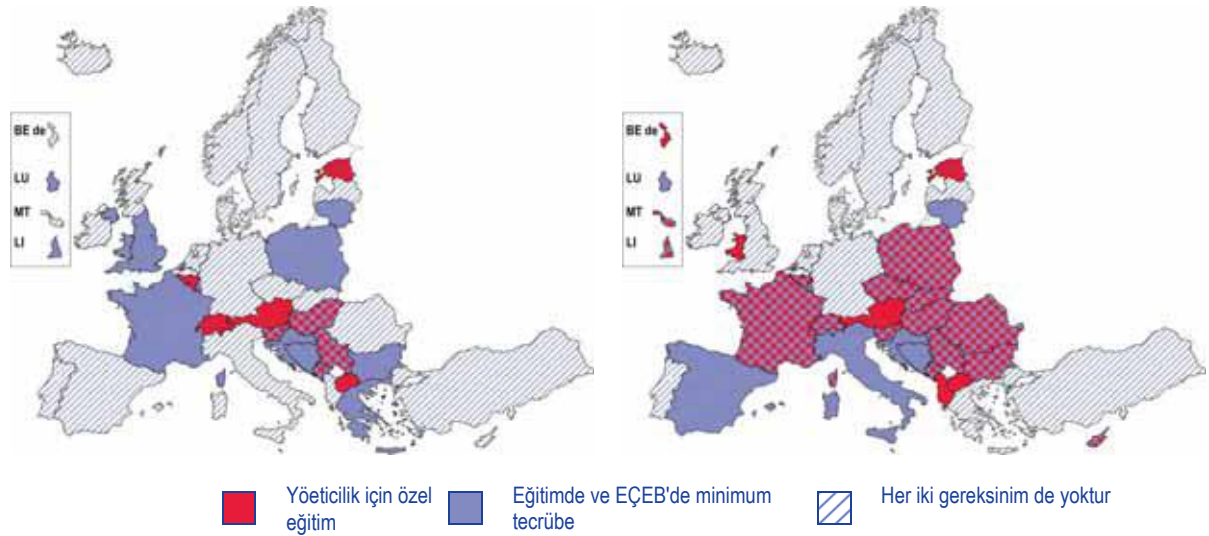 BE de
LU
MT
LI
BE de
LU
MT
LI
Yöeticilik için özel
eğitim
Eğitimde ve EÇEB'de minimum
tecrübe
Her iki gereksinim de yoktur